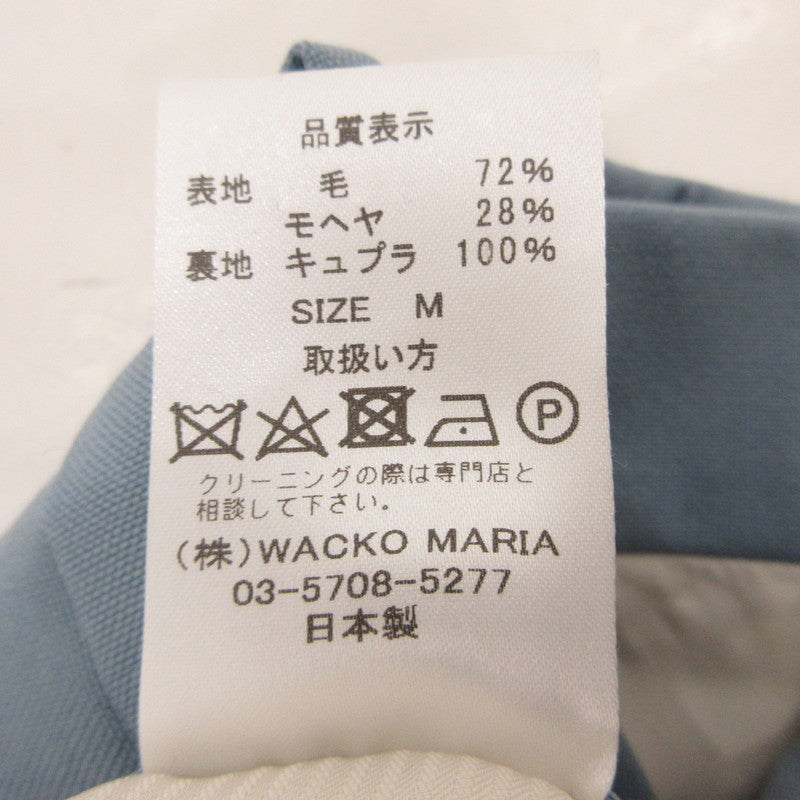 品質表示
表地 毛 72%
モヘヤ 28%
裏地 キュプラ 100%
SIZE M
取扱い方
P
クリーニングの際は専門店と
相談して下さい。
(株)WACKO MARIA
03-5708-5277
日本製